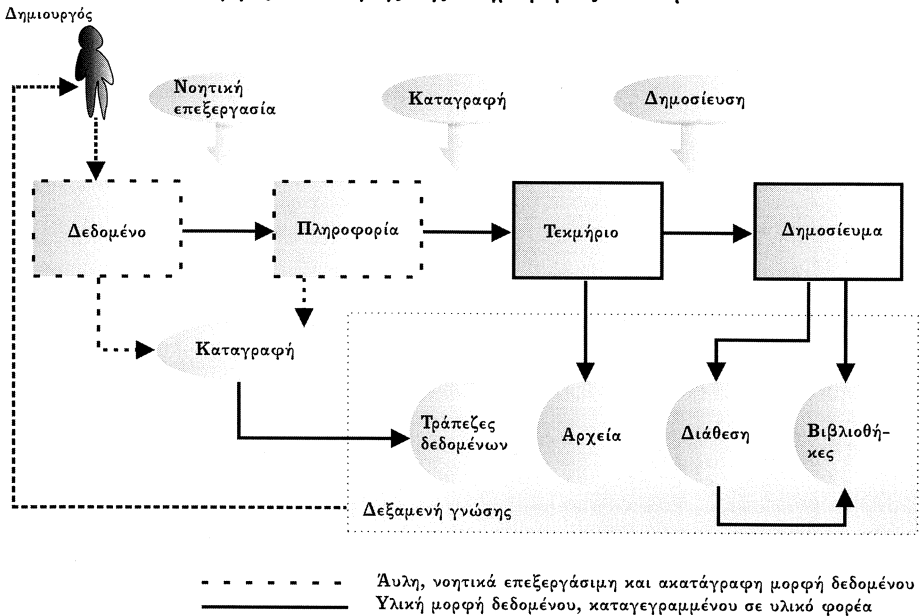 Δημιουργός
Νοητική
επεξεργασία
Καταγραφή
Δημοσίευση
Δεδομένο
Πληροφορία
Τεκμήριο
Δημοσίευμα
Καταγραφή
Τράπεζες
δεδομένων
Αρχεία
Διάθεση
Βιβλιοθή-
κες
Δεξαμενή γνώσης
Άυλη, νοητικά επεξεργάσιμη και ακατάγραφη μορφή δεδομένου
Υλική μορφή δεδομένου, καταγεγραμμένου σε υλικό φορέα